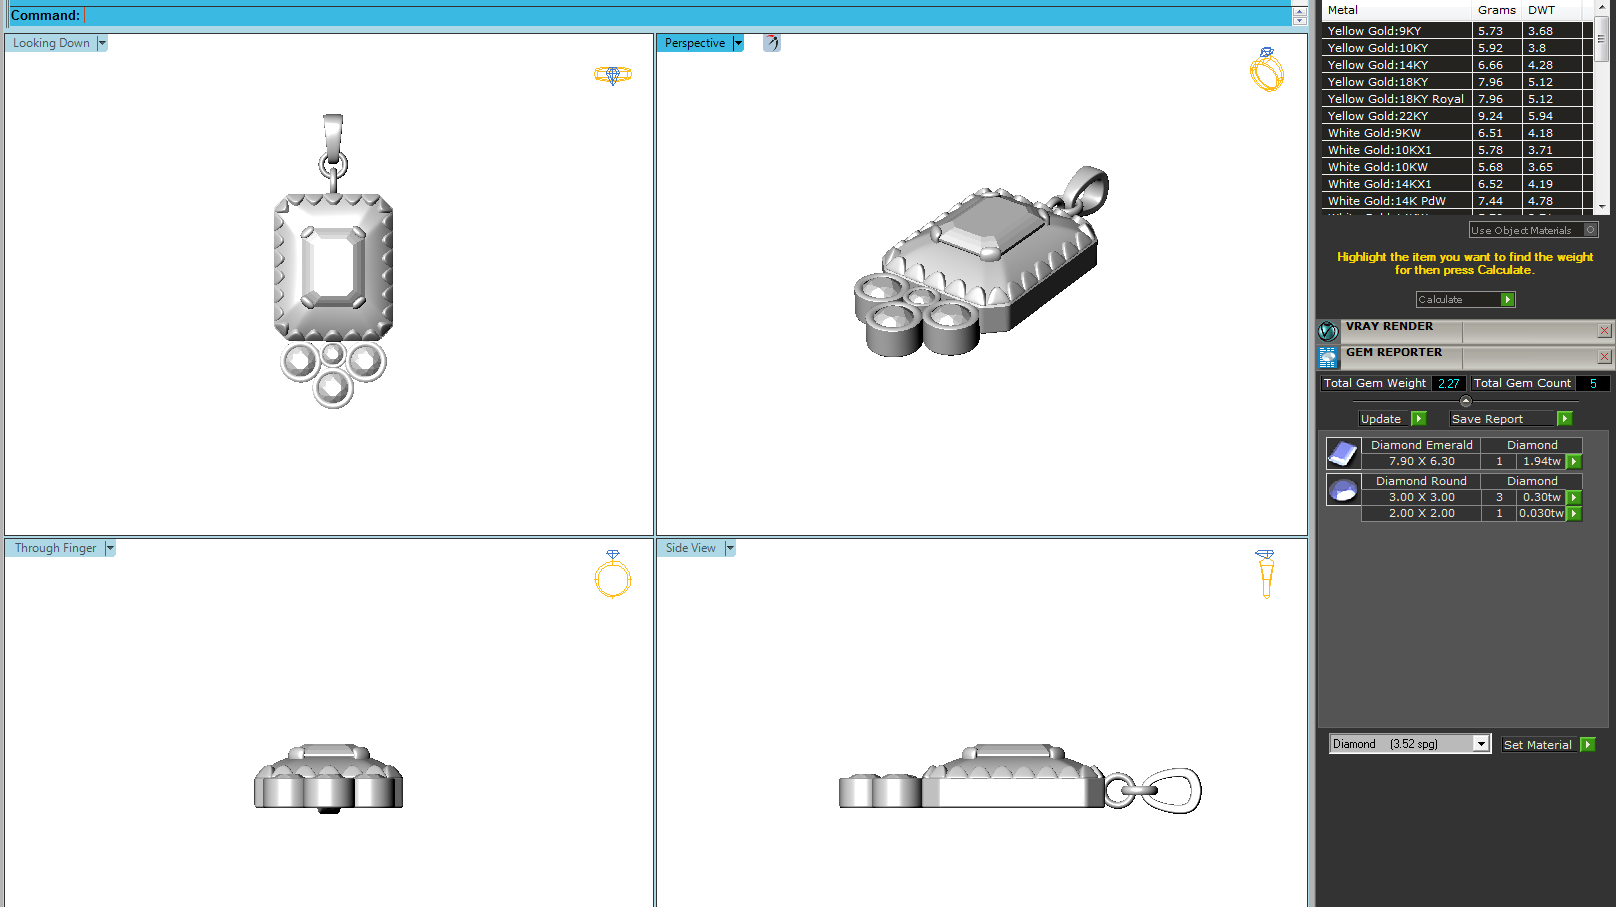 Command:
Looking Down
Perspective
Through Finger
Side View
Metal Grams DWT
Yellow Gold:9KY 5.73 3.68
Yellow Gold:10KY 5.92 3.8
Yellow Gold:14KY 6.66 4.28
Yellow Gold:18KY 7.96 5.12
Yellow Gold:18KY Royal 7.96 5.12
Yellow Gold:22KY 9.24 5.94
White Gold:9KW 6.51 4.18
White Gold:10KX1 5.78 3.71
White Gold:10KW 5.68 3.65
White Gold:14KX1 6.52 4.19
White Gold:14K PdW 7.44 4.78
Use Object Materials
Highlight the item you want to find the weight
for then press Calculate.
Calculate
VRAY RENDER
GEM REPORTER
Total Gem Weight 2.27 Total Gem Count 5
Update Save Report
Diamond Emerald Diamond
7.90 X 6.30 1 1.94tw
Diamond Round Diamond
3.00 X 3.00 3 0.30tw
2.00 X 2.00 1 0.030tw
Diamond (3.52 spg) Set Material